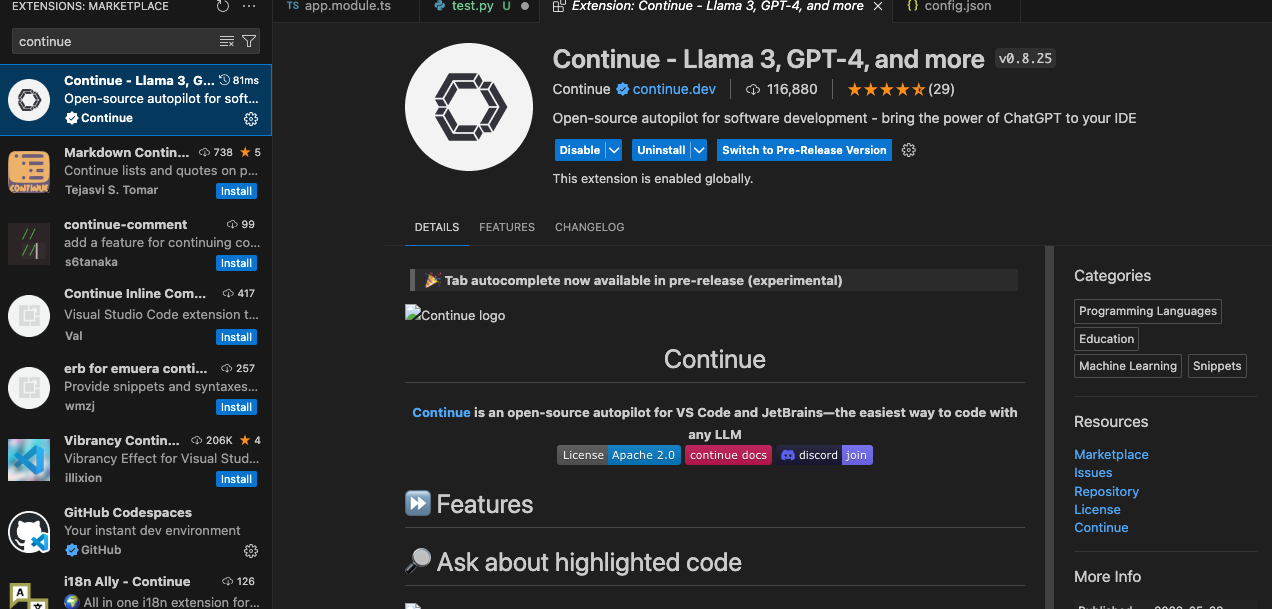 EXTENSIONS: MARKETPLACE
continue
Continue - Llama 3, G... 81ms
Open-source autopilot for soft...
Continue
Markdown Contin... 738 ★ 5
Continue lists and quotes on p...
Tejasvi S. Tomar Install
continue-comment 99
add a feature for continuing co...
s6tanaka Install
Continue Inline Com... 417
Visual Studio Code extension t...
Val Install
erb for emuera conti... 257
Provide snippets and syntaxes...
wmzj Install
Vibrancy Contin... 206K ★ 4
Vibrancy Effect for Visual Stud...
illixion Install
GitHub Codespaces
Your instant dev environment
GitHub
i18n Ally - Continue 126
All in one i18n extension for...
TS app.module.ts
test.py U
Extension: Continue - Llama 3, GPT-4, and more
{} config.json
Continue - Llama 3, GPT-4, and more v0.8.25
Continue continue.dev 116,880 (29)
Open-source autopilot for software development - bring the power of ChatGPT to your IDE
Disable Uninstall Switch to Pre-Release Version
This extension is enabled globally.
DETAILS FEATURES CHANGELOG
🎉 Tab autocomplete now available in pre-release (experimental)
Continue logo
Continue
Continue is an open-source autopilot for VS Code and JetBrains—the easiest way to code with
any LLM
License Apache 2.0 continue docs discord join
⏩ Features
🔎 Ask about highlighted code
Categories
Programming Languages
Education
Machine Learning Snippets
Resources
Marketplace
Issues
Repository
License
Continue
More Info